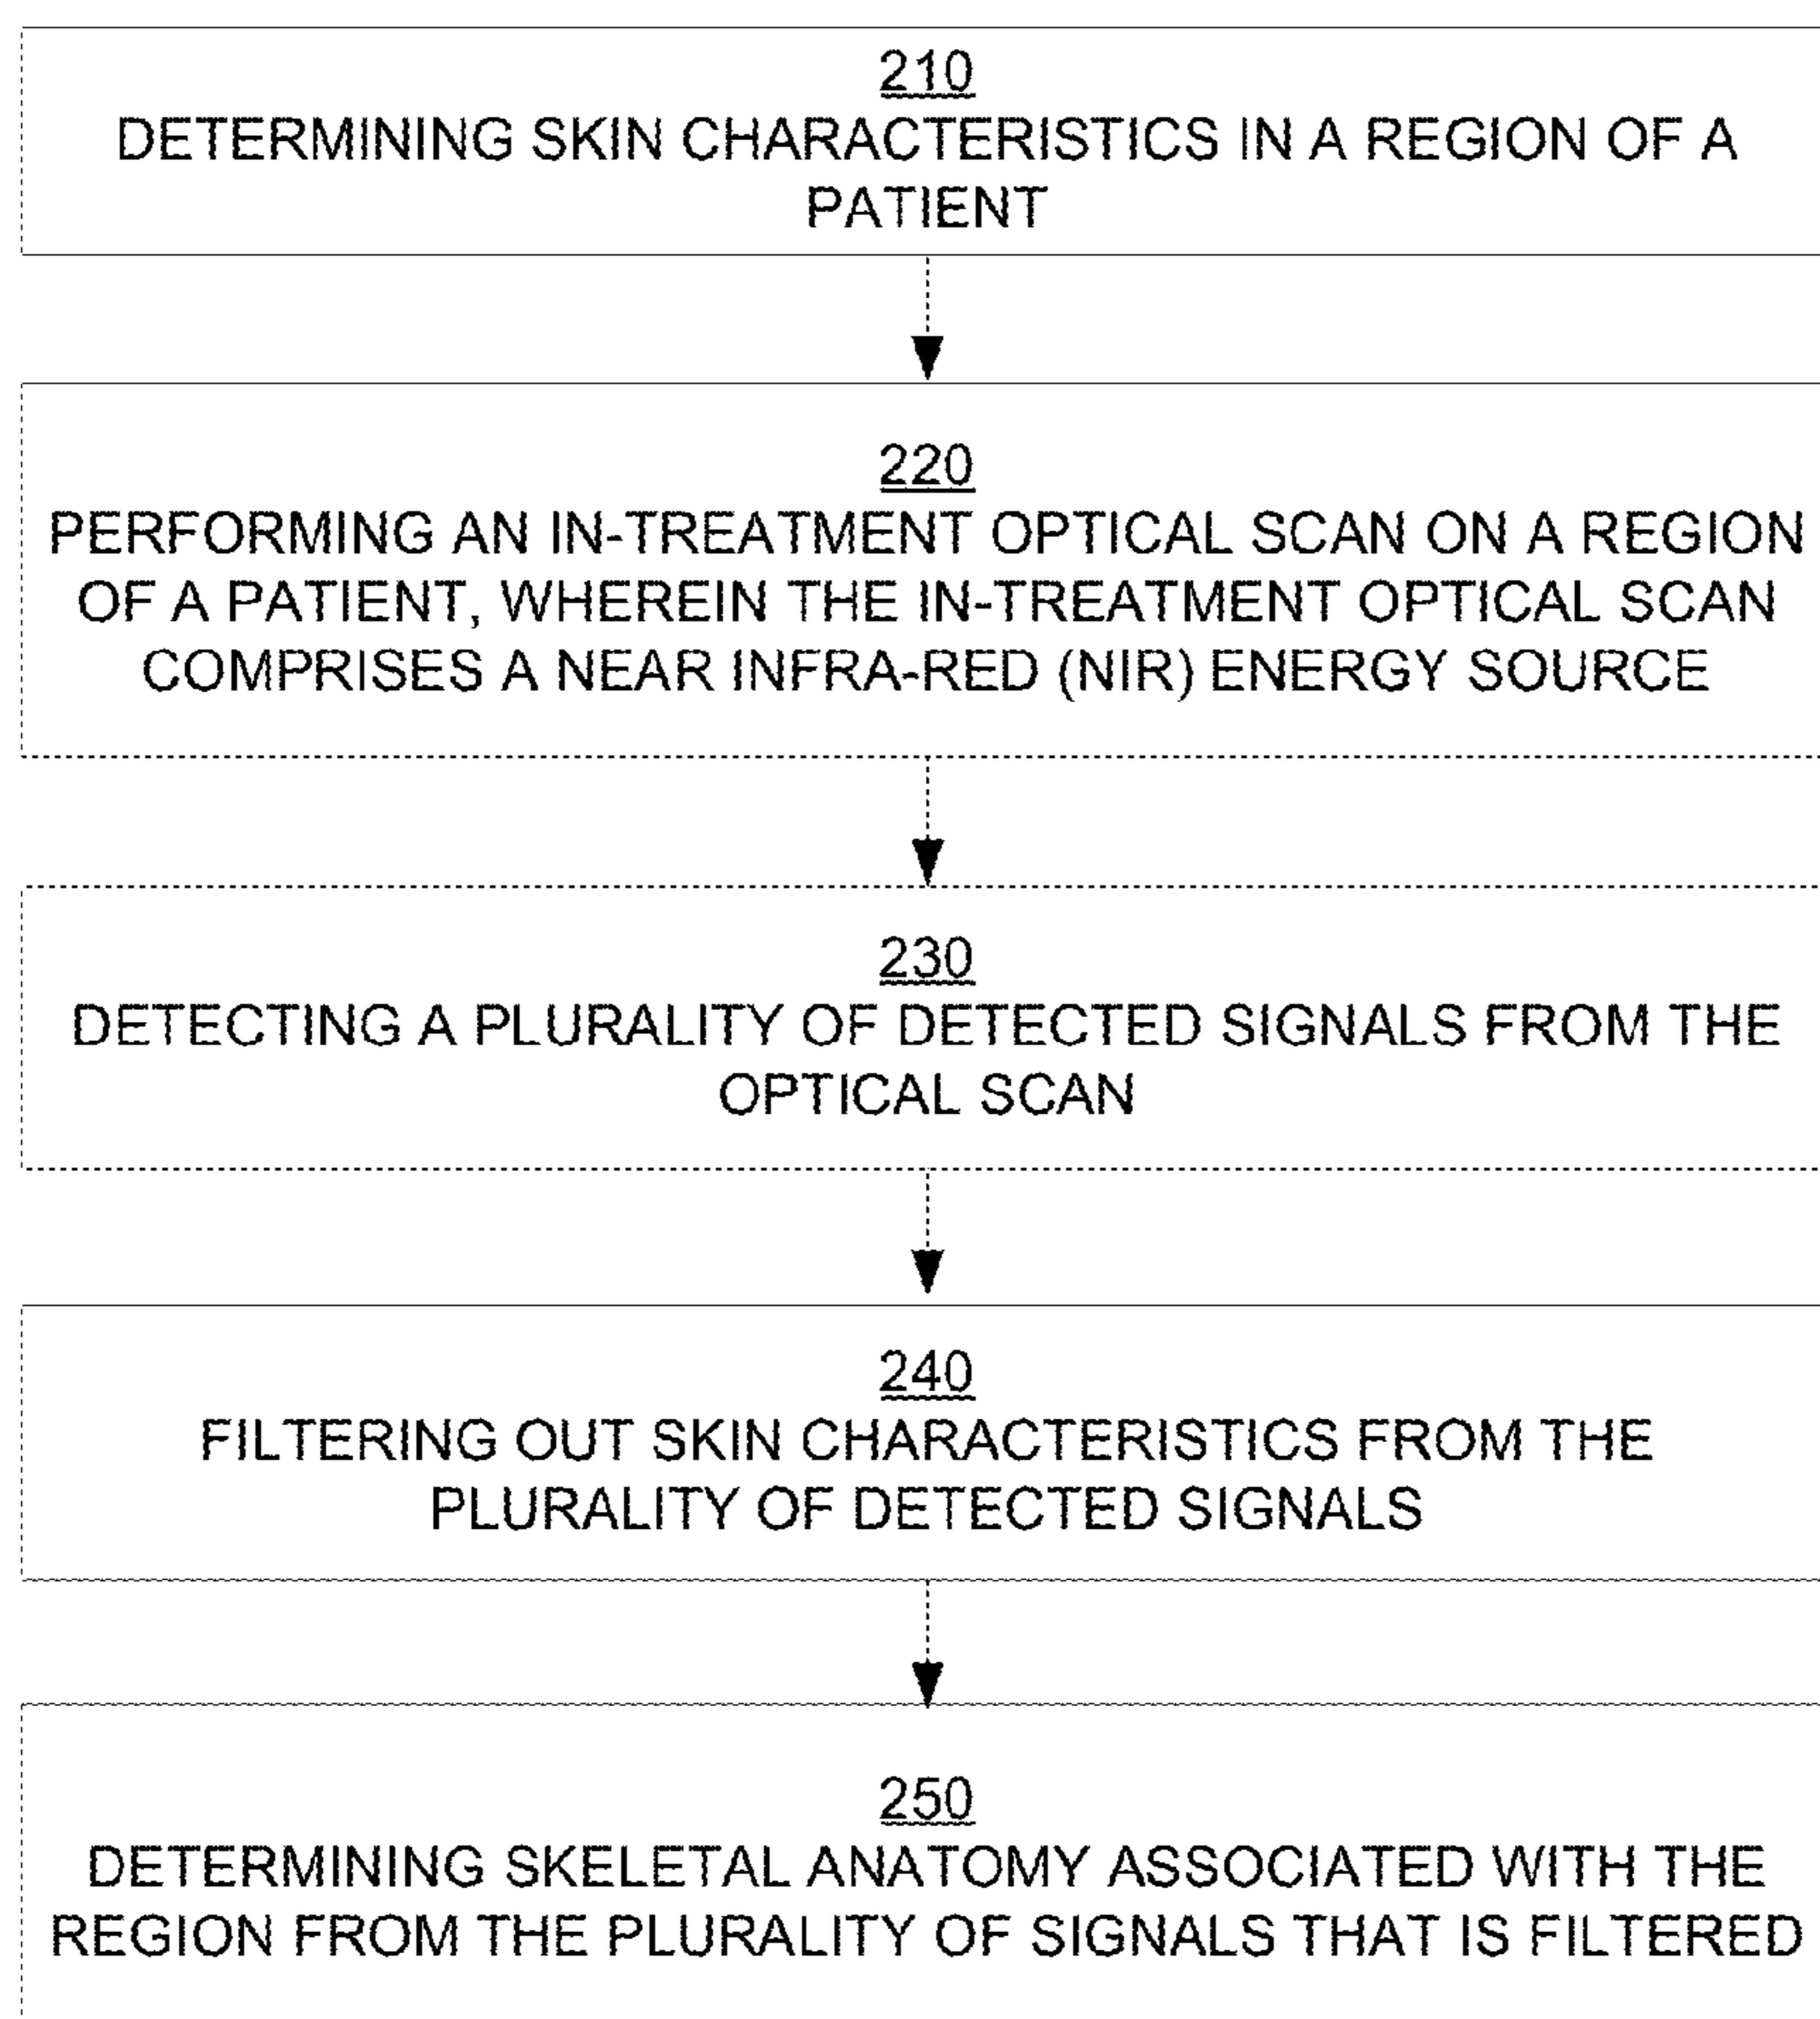 210
DETERMINING SKIN CHARACTERISTICS IN A REGION OF A
PATIENT
220
PERFORMING AN IN-TREATMENT OPTICAL SCAN ON A REGION
OF A PATIENT, WHEREIN THE IN-TREATMENT OPTICAL SCAN
COMPRISES A NEAR INFRA-RED (NIR) ENERGY SOURCE
230
DETECTING A PLURALITY OF DETECTED SIGNALS FROM THE
OPTICAL SCAN
240
FILTERING OUT SKIN CHARACTERISTICS FROM THE
PLURALITY OF DETECTED SIGNALS
250
DETERMINING SKELETAL ANATOMY ASSOCIATED WITH THE
REGION FROM THE PLURALITY OF SIGNALS THAT IS FILTERED